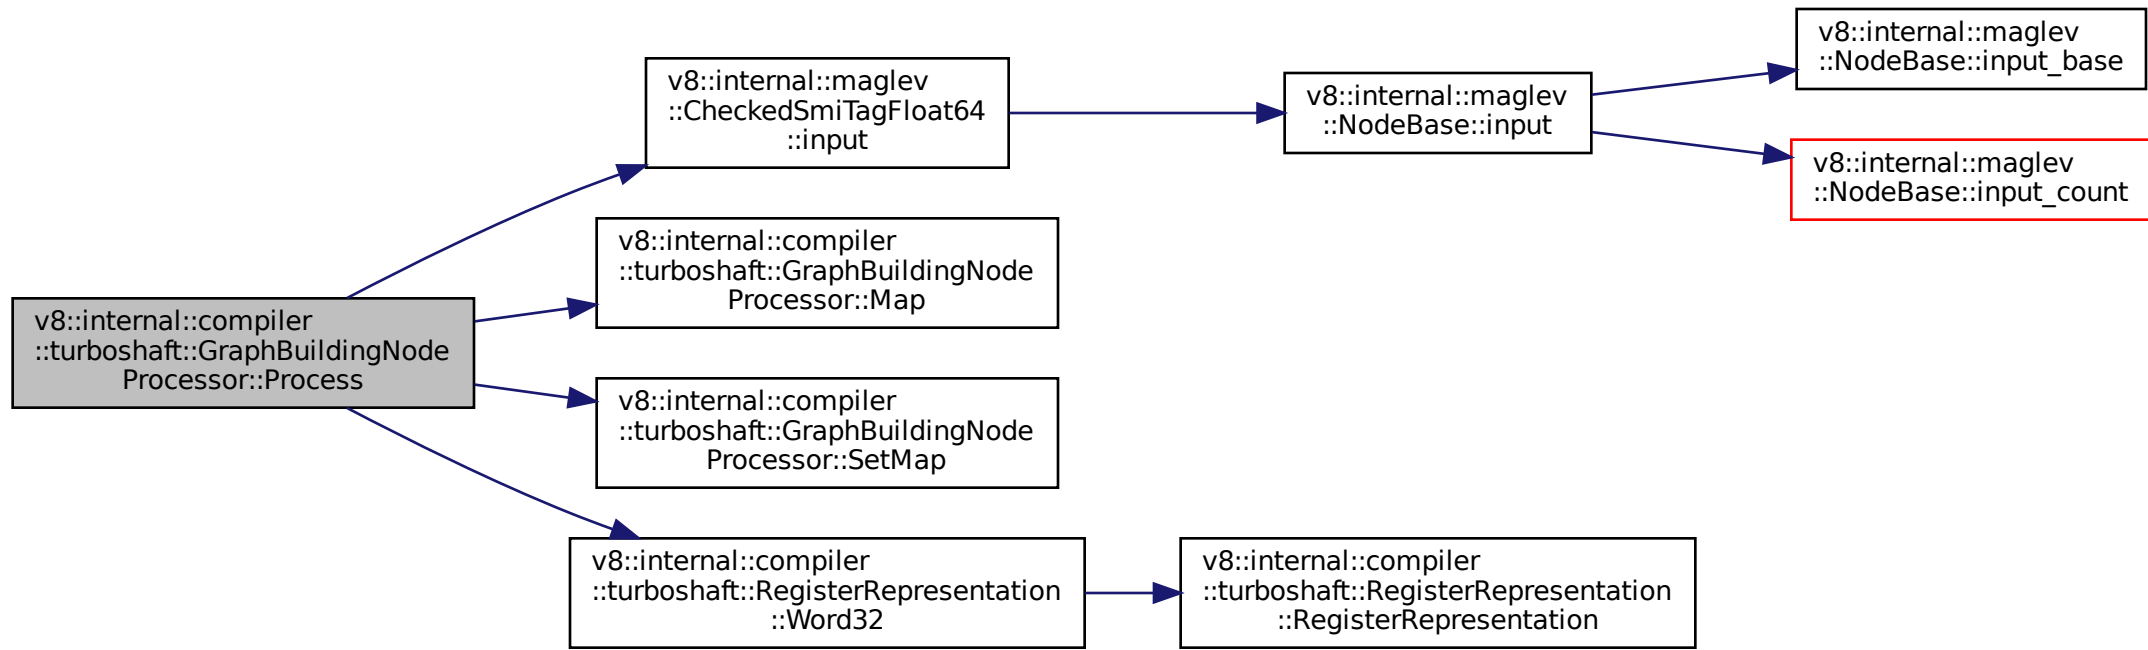 v8::internal::compiler
::turboshaft::GraphBuildingNode
Processor::Process
v8::internal::maglev
::CheckedSmiTagFloat64
::input
v8::internal::maglev
::NodeBase::input
v8::internal::maglev
::NodeBase::input_base
v8::internal::maglev
::NodeBase::input_count
v8::internal::compiler
::turboshaft::GraphBuildingNode
Processor::Map
v8::internal::compiler
::turboshaft::GraphBuildingNode
Processor::SetMap
v8::internal::compiler
::turboshaft::RegisterRepresentation
::Word32
v8::internal::compiler
::turboshaft::RegisterRepresentation
::RegisterRepresentation